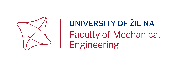 UNIVERSITY OF ŽILINA
Faculty of Mechanical
Engineering